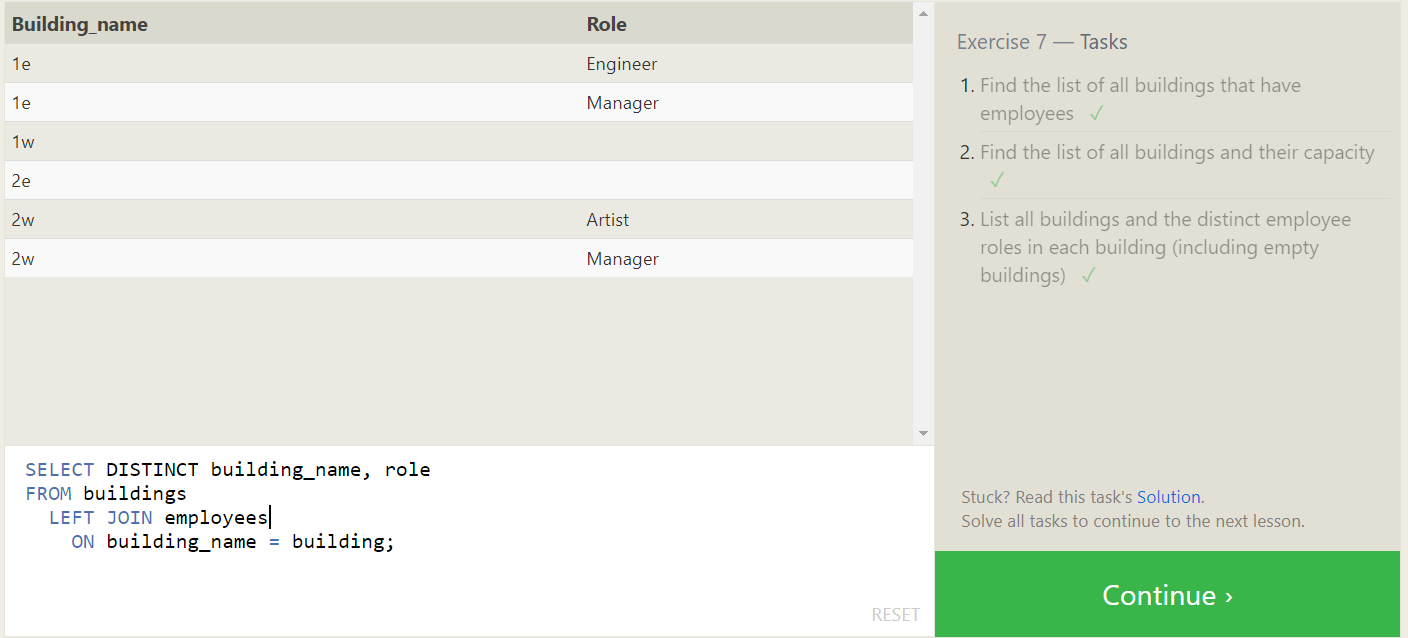 Building_name Role
1e Engineer
1e Manager
1w
2e
2w Artist
2w Manager
SELECT DISTINCT building_name, role
FROM buildings
LEFT JOIN employees
ON building_name = building;
RESET
Exercise 7 — Tasks
1. Find the list of all buildings that have
employees ✓
2. Find the list of all buildings and their capacity
✓
3. List all buildings and the distinct employee
roles in each building (including empty
buildings) ✓
Stuck? Read this task's Solution.
Solve all tasks to continue to the next lesson.
Continue ›